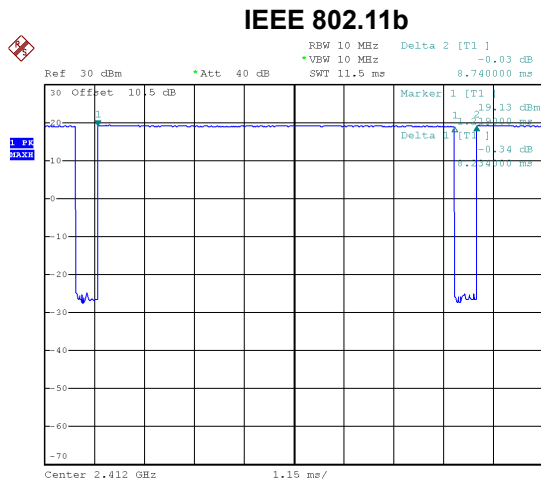 IEEE 802.11b
R S
RBW 10 MHz Delta 2 [T1 ]
*VBW 10 MHz -0.03 dB
Ref 30 dBm *Att 40 dB SWT 11.5 ms 8.740000 ms
30 Offset 10.5 dB Marker 1 [T1 ]
19.13 dBm
1 1 2
20
Delta 1 [T1 ]
1 PK
MAXH
-0.34 dB
10
8.234000 ms
0
-10
-20
-30
-40
-50
-60
-70
Center 2.412 GHz 1.15 ms/